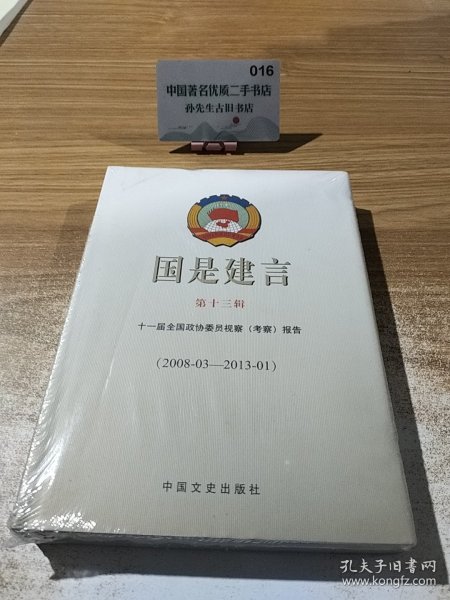 016
中国著名优质二手书店
孙先生古旧书店
国是建言
第十三辑
十一届全国政协委员视察（考察）报告
(2008-03—2013-01)
中国文史出版社
孔夫子旧书网
www.kongfz.com